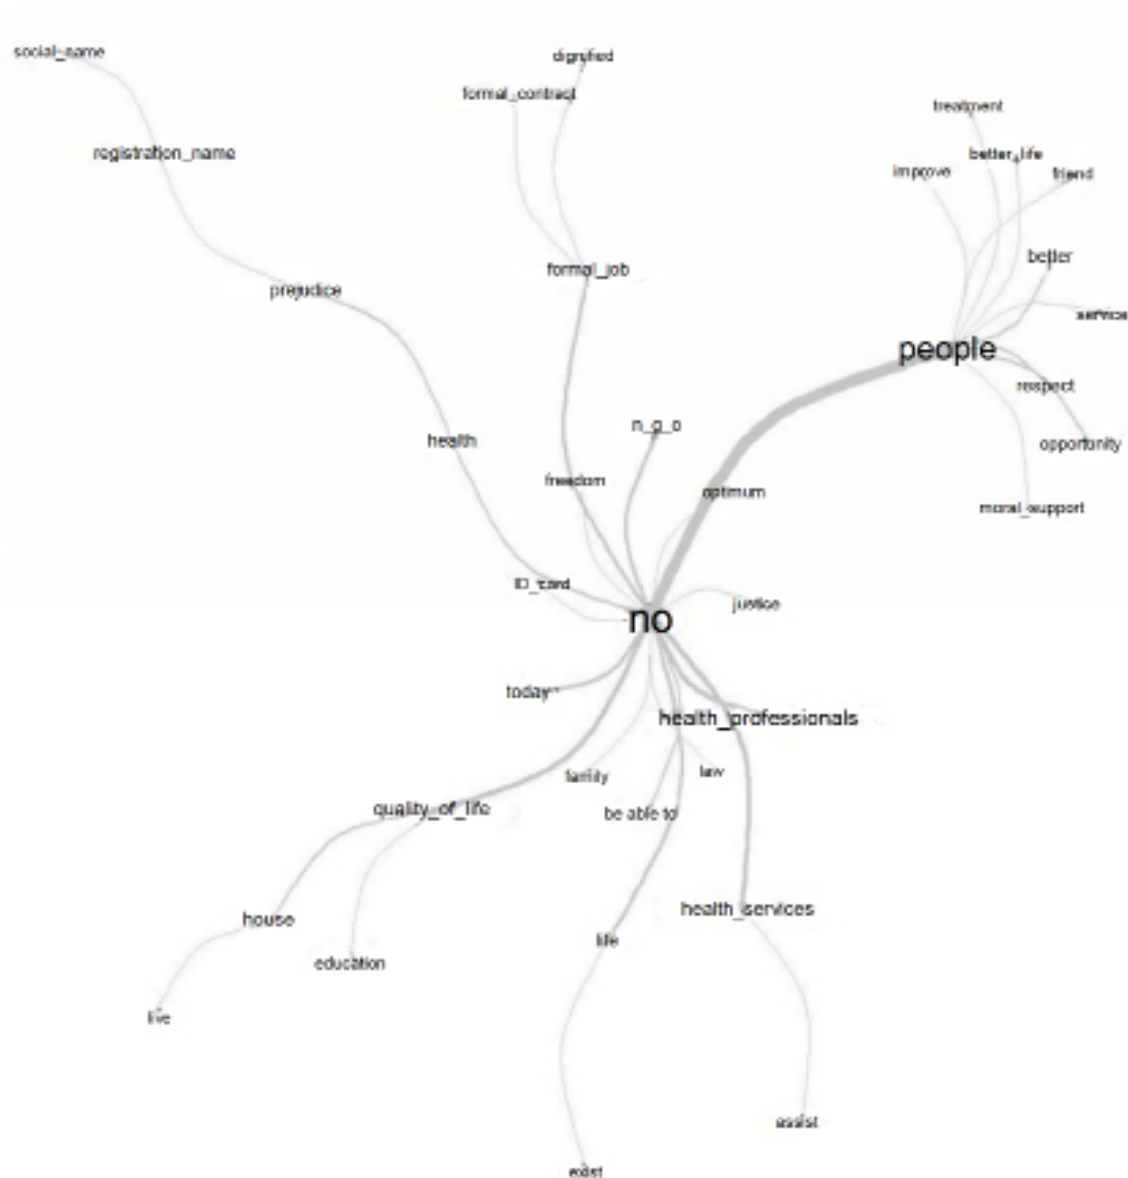 social_name
dignified
formal_contract
treatment
registration_name
better_life
improve
friend
better
formal_job
prejudice
service
people
respect
n_g_o
health
opportunity
freedom
optimum
moral_support
ID_card
justice
no
today
health_professionals
family
law
quality_of_life
be able to
health_services
house
life
education
live
assist
exist